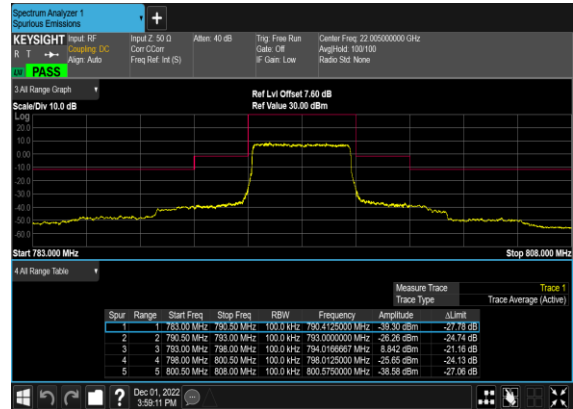 Spectrum Analyzer 1
Spurious Emissions
+
KEYSIGHT Input: RF Input Z: 50 Ω Atten: 40 dB Trig: Free Run Center Freq: 22.005000000 GHz
R T Coupling: DC Corr CCorr Gate: Off Avg|Hold: 100/100
Align: Auto Freq Ref: Int (S) IF Gain: Low Radio Std: None
LW PASS
3 All Range Graph
Ref Lvl Offset 7.60 dB
Scale/Div 10.0 dB Ref Value 30.00 dBm
Log
20.0
10.0
0.00
-10.0
-20.0
-30.0
-40.0
-50.0
-60.0
Start 783.000 MHz Stop 808.000 MHz
4 All Range Table
Measure Trace Trace 1
Trace Type Trace Average (Active)
Spur Range Start Freq Stop Freq RBW Frequency Amplitude ΔLimit
1 1 783.00 MHz 790.50 MHz 100.0 kHz 790.4125000 MHz -39.30 dBm -27.78 dB
2 2 790.50 MHz 793.00 MHz 100.0 kHz 793.0000000 MHz -26.26 dBm -24.74 dB
3 3 793.00 MHz 798.00 MHz 100.0 kHz 794.0166667 MHz 8.842 dBm -21.16 dB
4 4 798.00 MHz 800.50 MHz 100.0 kHz 798.0125000 MHz -25.65 dBm -24.13 dB
5 5 800.50 MHz 808.00 MHz 100.0 kHz 800.5750000 MHz -38.58 dBm -27.06 dB
? Dec 01, 2022
3:59:11 PM